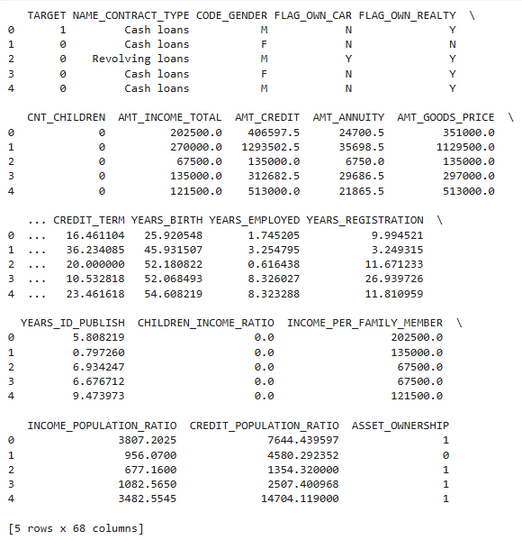 TARGET NAME_CONTRACT_TYPE CODE_GENDER FLAG_OWN_CAR FLAG_OWN_REALTY \
0 1 Cash loans M N Y
1 0 Cash loans F N N
2 0 Revolving loans M Y Y
3 0 Cash loans F N Y
4 0 Cash loans M N Y
CNT_CHILDREN AMT_INCOME_TOTAL AMT_CREDIT AMT_ANNUITY AMT_GOODS_PRICE \
0 0 202500.0 406597.5 24700.5 351000.0
1 0 270000.0 1293502.5 35698.5 1129500.0
2 0 67500.0 135000.0 6750.0 135000.0
3 0 135000.0 312682.5 29686.5 297000.0
4 0 121500.0 513000.0 21865.5 513000.0
... CREDIT_TERM YEARS_BIRTH YEARS_EMPLOYED YEARS_REGISTRATION \
0 ... 16.461104 25.920548 1.745205 9.994521
1 ... 36.234085 45.931507 3.254795 3.249315
2 ... 20.000000 52.180822 0.616438 11.671233
3 ... 10.532818 52.068493 8.326027 26.939726
4 ... 23.461618 54.608219 8.323288 11.810959
YEARS_ID_PUBLISH CHILDREN_INCOME_RATIO INCOME_PER_FAMILY_MEMBER \
0 5.808219 0.0 202500.0
1 0.797260 0.0 135000.0
2 6.934247 0.0 67500.0
3 6.676712 0.0 67500.0
4 9.473973 0.0 121500.0
INCOME_POPULATION_RATIO CREDIT_POPULATION_RATIO ASSET_OWNERSHIP
0 3807.2025 7644.439597 1
1 956.0700 4580.292352 0
2 677.1600 1354.320000 1
3 1082.5650 2507.400968 1
4 3482.5545 14704.119000 1
[5 rows x 68 columns]